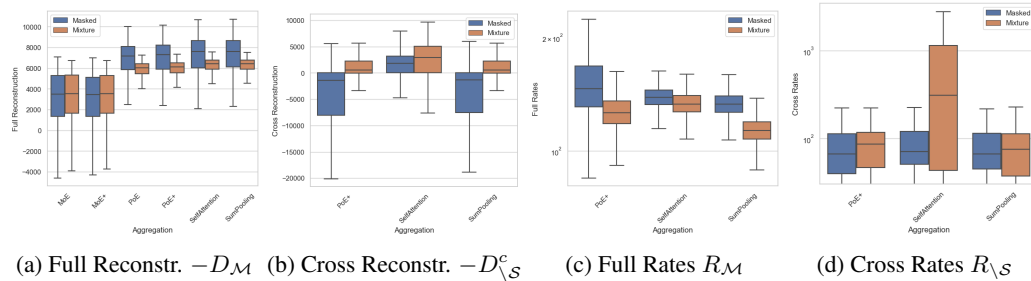 Masked
Mixture
Full Reconstruction
10000
8000
6000
4000
2000
0
−2000
−4000
MoE
MoE+
PoE
PoE+
SelfAttention
SumPooling
Aggregation
(a) Full Reconstr. −D_M
Masked
Mixture
Cross Reconstruction
10000
5000
0
−5000
−10000
−15000
−20000
PoE+
SelfAttention
SumPooling
Aggregation
(b) Cross Reconstr. −D^c_{\S}
Masked
Mixture
Full Rates
2 × 10²
10²
PoE+
SelfAttention
SumPooling
Aggregation
(c) Full Rates R_M
Masked
Mixture
Cross Rates
10³
10²
PoE+
SelfAttention
SumPooling
Aggregation
(d) Cross Rates R_{\S}